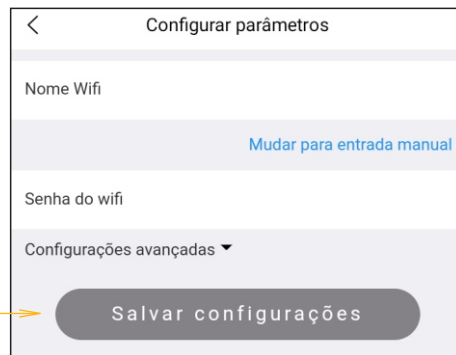 Configurar parâmetros
Nome Wifi
Mudar para entrada manual
Senha do wifi
Configurações avançadas
Salvar configurações